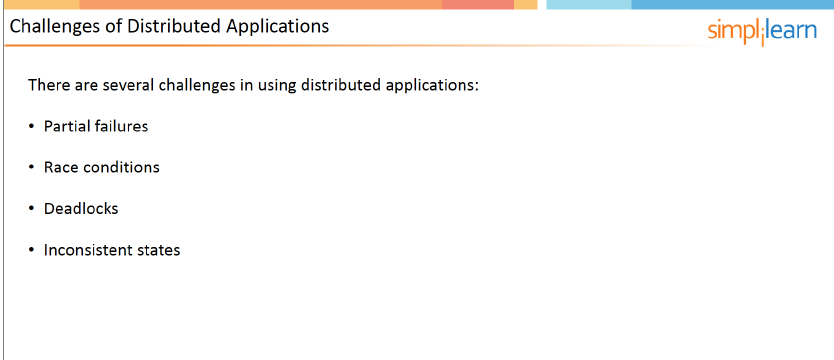 Challenges of Distributed Applications
simplilearn
There are several challenges in using distributed applications:
• Partial failures
• Race conditions
• Deadlocks
• Inconsistent states